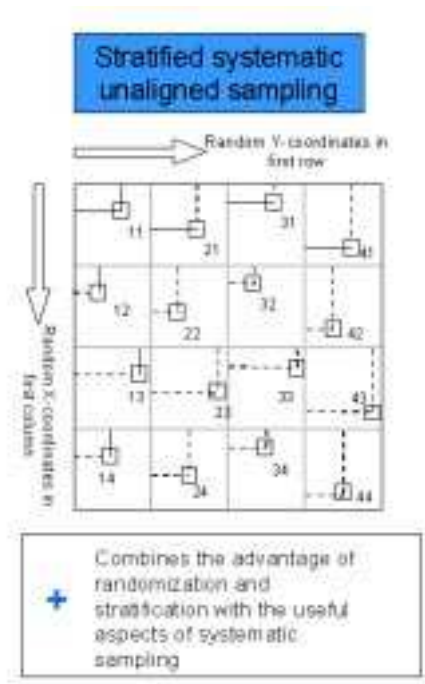 Stratified systematic
unaligned sampling
Random Y- coordinates in
first row
Random X-coordinates in
first column
11
21
31
41
12
22
32
42
13
23
33
43
14
24
34
44
+
Combines the advantage of
randomization and
stratification with the useful
aspects of systematic
sampling